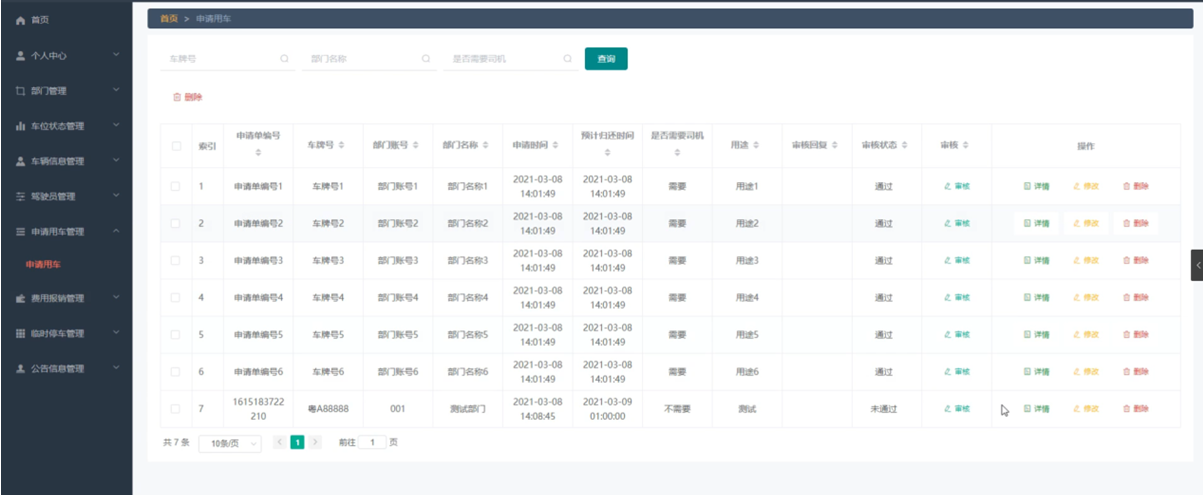 首页
个人中心
部门管理
车位状态管理
车辆信息管理
驾驶员管理
申请用车管理
申请用车
费用报销管理
临时停车管理
公告信息管理
首页 > 申请用车
车牌号 部门名称 是否需要司机 查询
删除
索引 申请单编号 车牌号 部门账号 部门名称 申请时间 预计归还时间 是否需要司机 用途 审核回复 审核状态 审核 操作
1 申请单编号1 车牌号1 部门账号1 部门名称1 2021-03-08 14:01:49 2021-03-08 14:01:49 需要 用途1 通过 审核 详情 修改 删除
2 申请单编号2 车牌号2 部门账号2 部门名称2 2021-03-08 14:01:49 2021-03-08 14:01:49 需要 用途2 通过 审核 详情 修改 删除
3 申请单编号3 车牌号3 部门账号3 部门名称3 2021-03-08 14:01:49 2021-03-08 14:01:49 需要 用途3 通过 审核 详情 修改 删除
4 申请单编号4 车牌号4 部门账号4 部门名称4 2021-03-08 14:01:49 2021-03-08 14:01:49 需要 用途4 通过 审核 详情 修改 删除
5 申请单编号5 车牌号5 部门账号5 部门名称5 2021-03-08 14:01:49 2021-03-08 14:01:49 需要 用途5 通过 审核 详情 修改 删除
6 申请单编号6 车牌号6 部门账号6 部门名称6 2021-03-08 14:01:49 2021-03-08 14:01:49 需要 用途6 通过 审核 详情 修改 删除
7 1615183722210 粤A88888 001 测试部门 2021-03-08 14:08:45 2021-03-09 01:00:00 不需要 测试 未通过 审核 详情 修改 删除
共 7 条 10条/页 < 1 > 前往 1 页